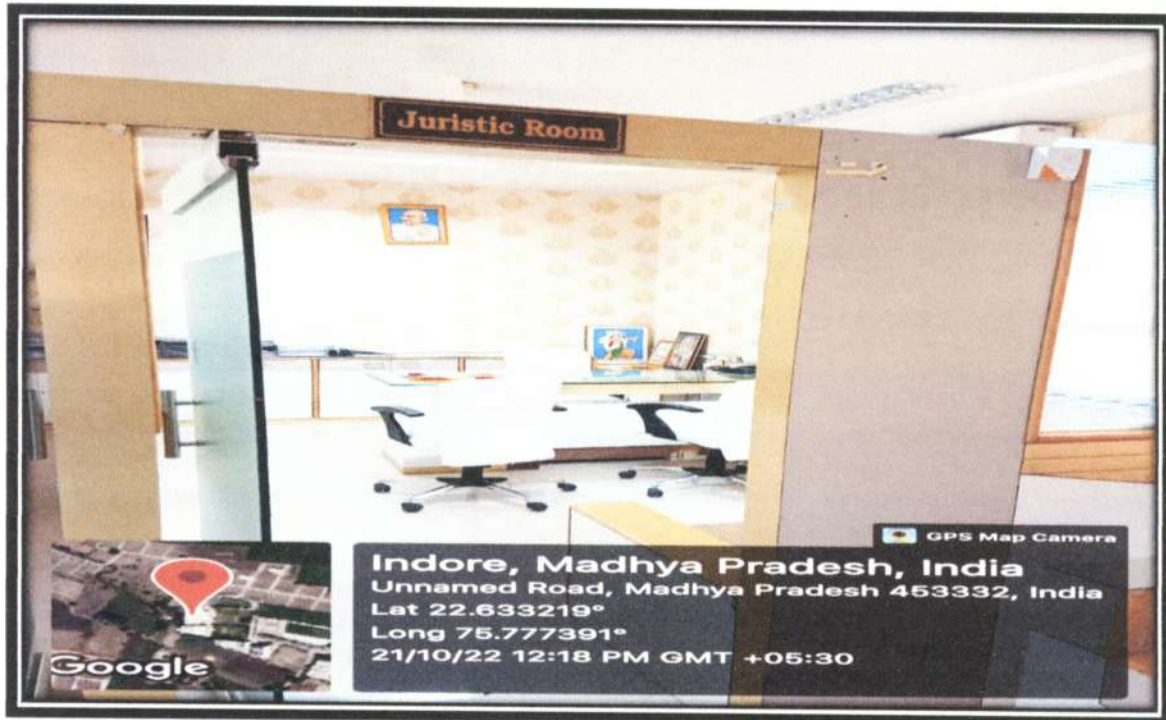 Juristic Room
GPS Map Camera
Indore, Madhya Pradesh, India
Unnamed Road, Madhya Pradesh 453332, India
Lat 22.633219°
Long 75.777391°
21/10/22 12:18 PM GMT +05:30
Google